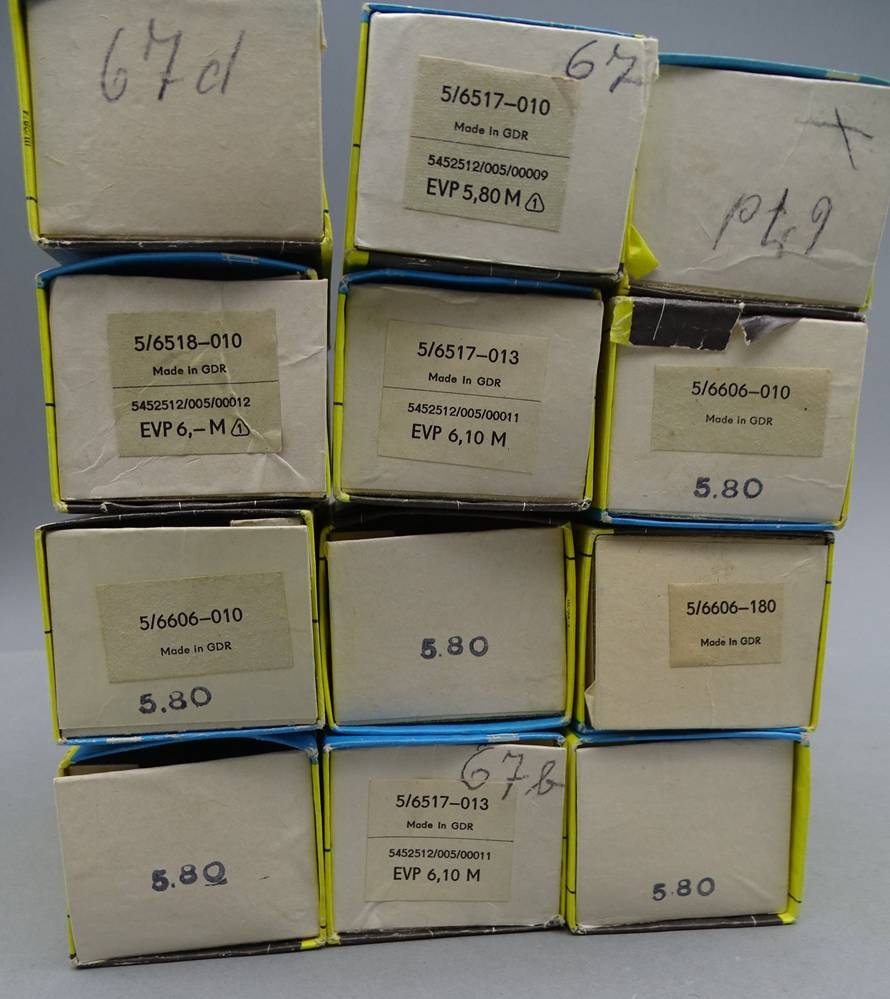 67d
67
5/6517–010
Made in GDR
5452512/005/00009
EVP 5,80 M 1
5/6518–010
Made in GDR
5452512/005/00012
EVP 6,– M 1
5/6517–013
Made in GDR
5452512/005/00011
EVP 6,10 M
5/6606–010
Made in GDR
5.80
5/6606–010
Made in GDR
5.80
5.80
5/6606–180
Made in GDR
5.80
67b
5/6517–013
Made in GDR
5452512/005/00011
EVP 6,10 M
5.80